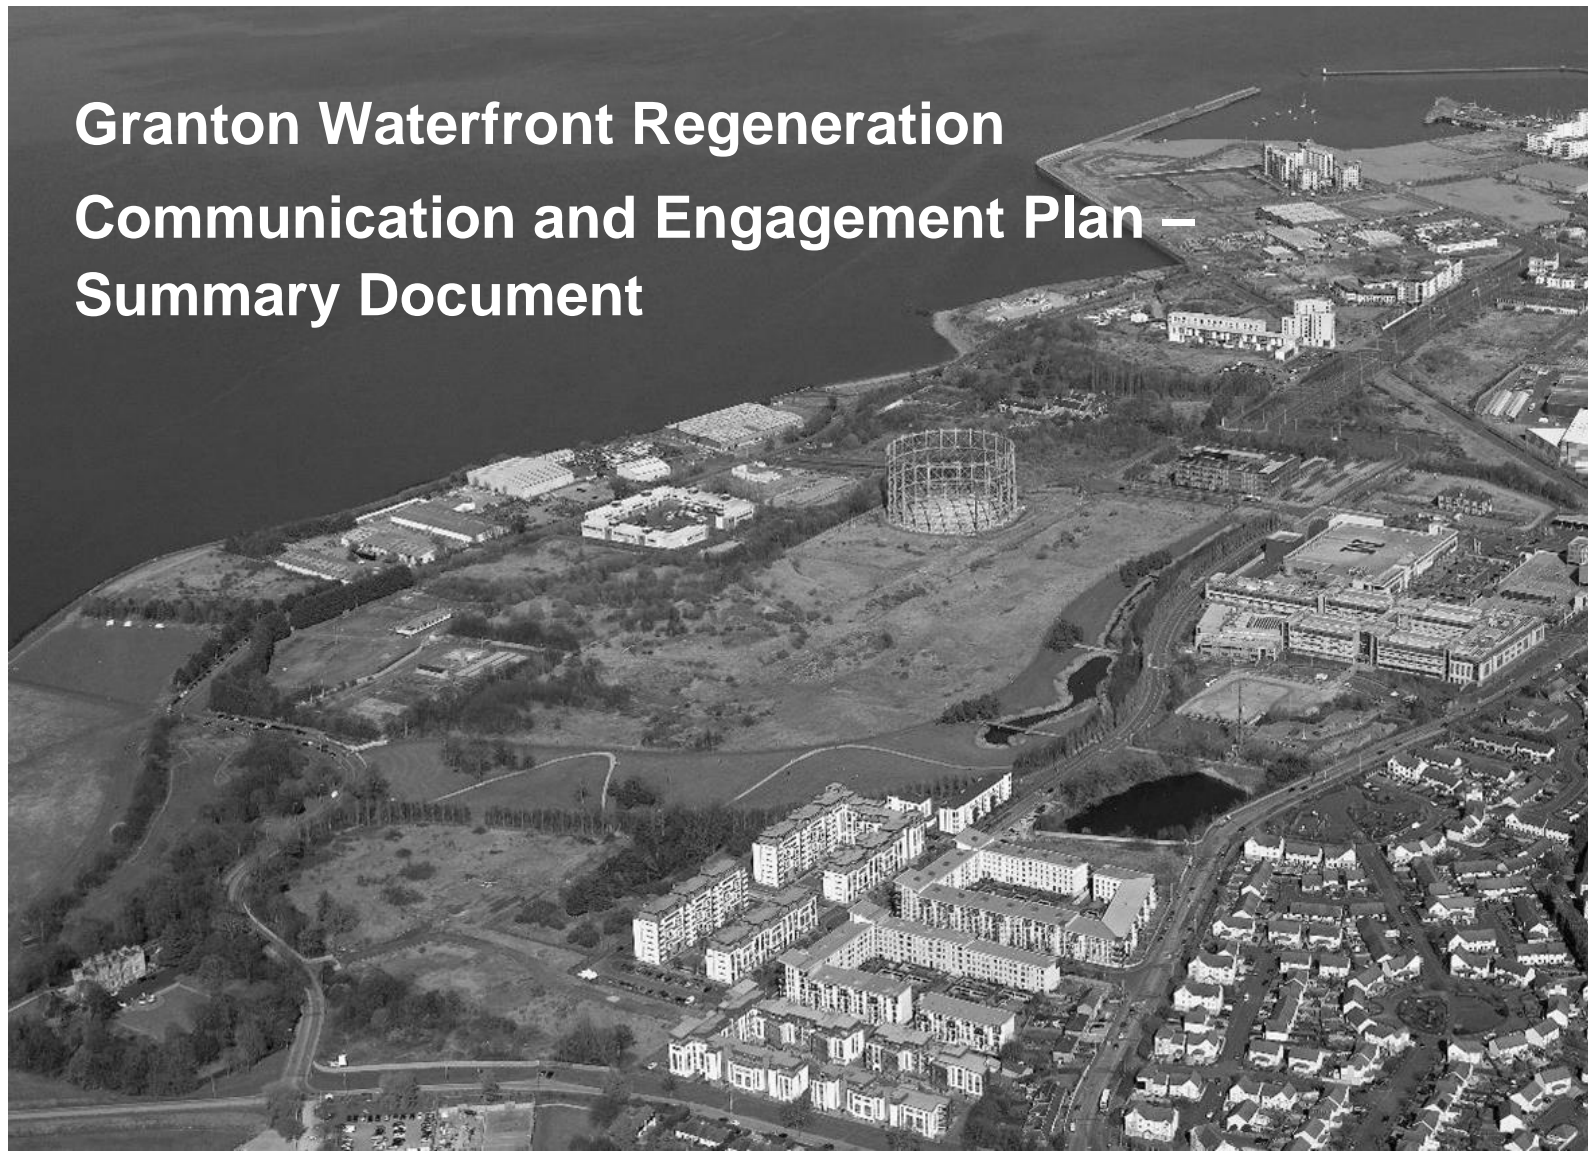 Granton Waterfront Regeneration
Communication and Engagement Plan –
Summary Document